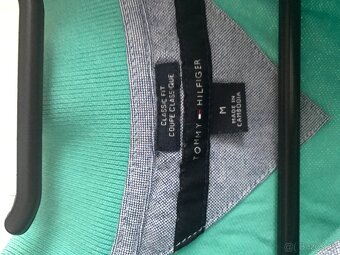 CLASSIC FIT
COUPE CLASSIQUE
TOMMY HILFIGER
M
MADE IN
CAMBODIA